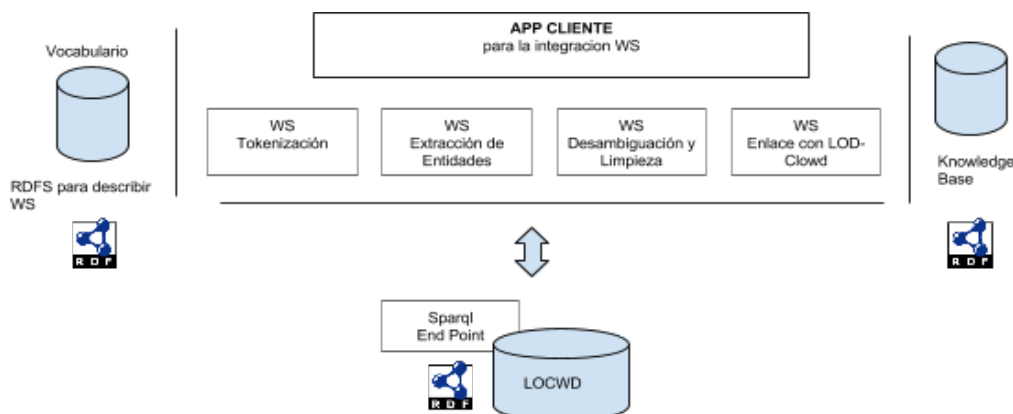 APP CLIENTE
para la integracion WS
Vocabulario
WS
Tokenización
WS
Extracción de
Entidades
WS
Desambiguación y
Limpieza
WS
Enlace con LOD-
Clowd
RDFS para describir
WS
RDF
Knowledge
Base
RDF
Sparql
End Point
RDF
LOCWD